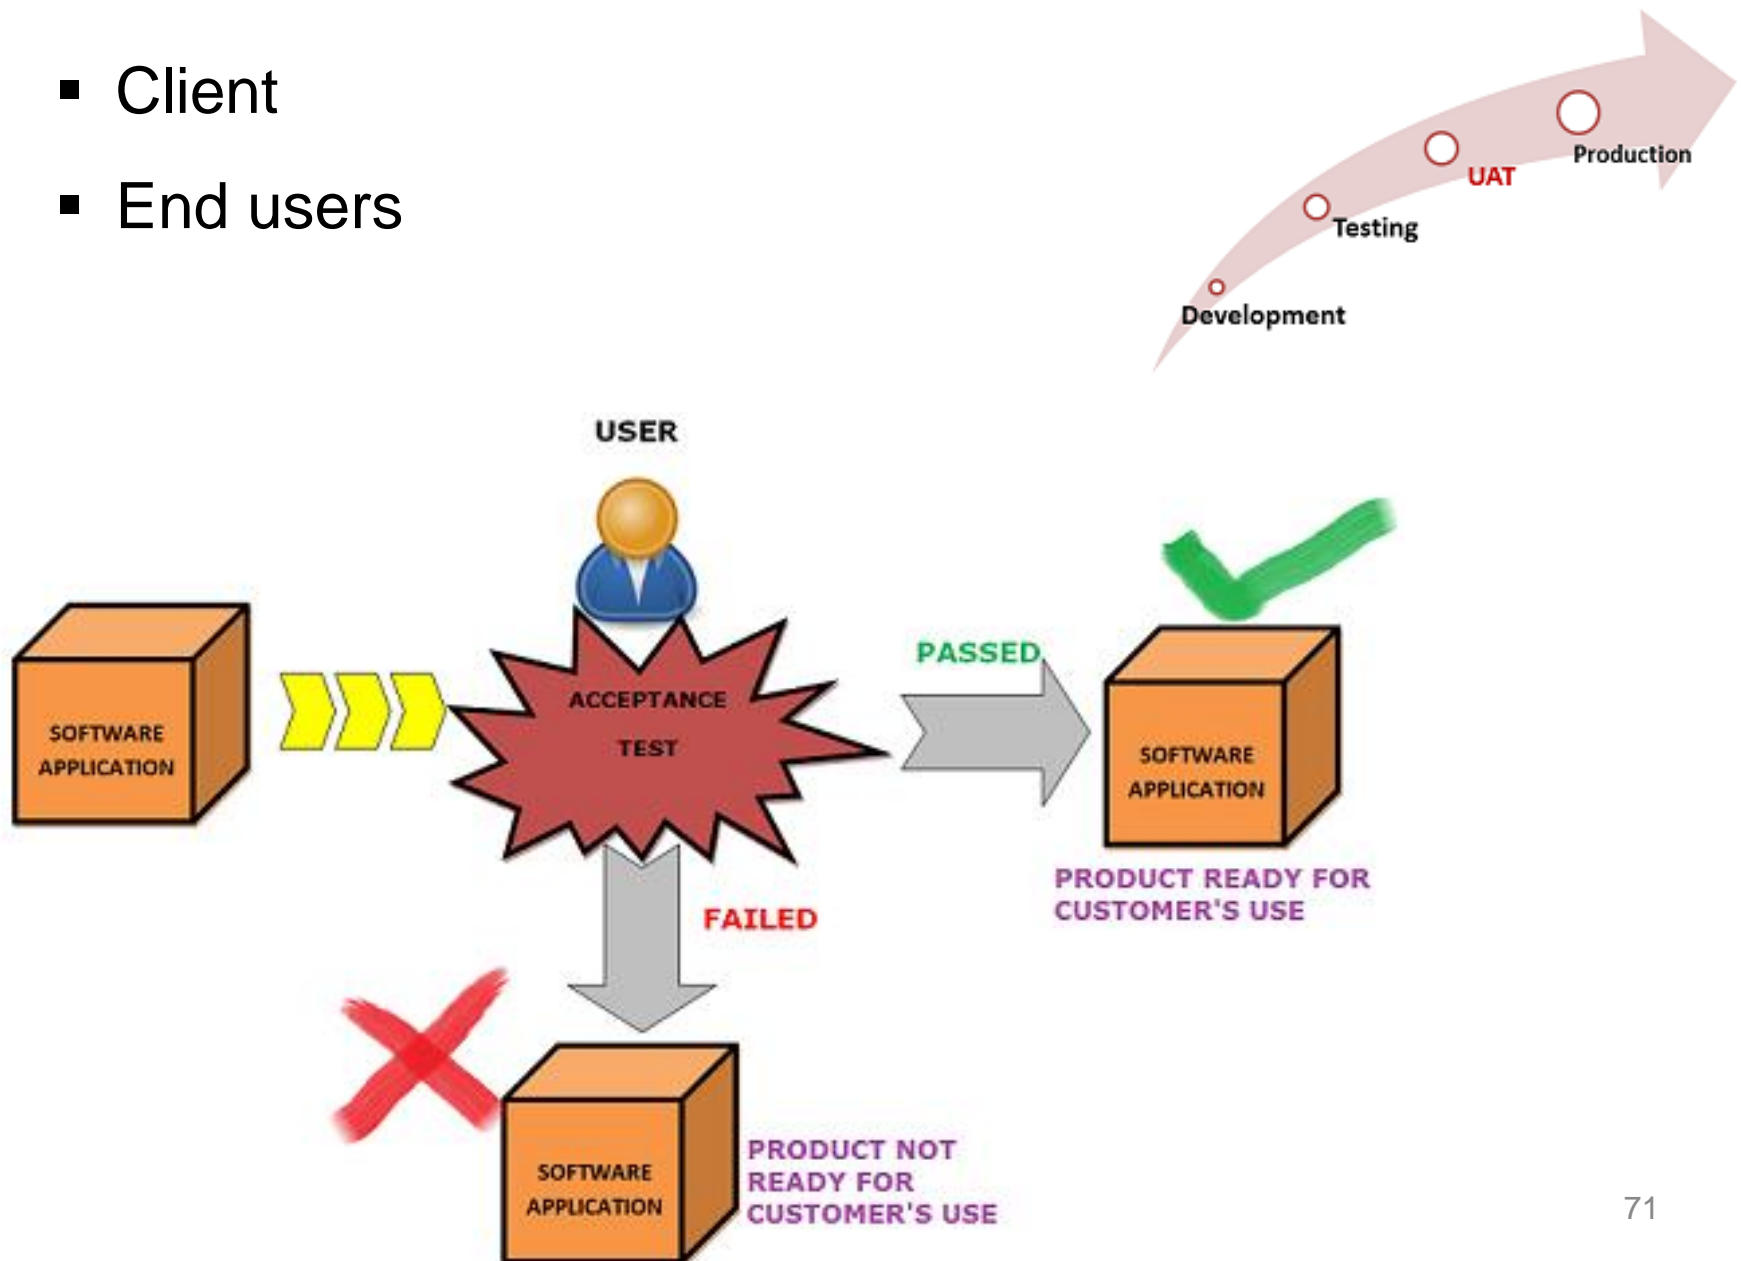 Client
End users
Production
UAT
Testing
Development
USER
ACCEPTANCE
TEST
PASSED
SOFTWARE
APPLICATION
SOFTWARE
APPLICATION
PRODUCT READY FOR
CUSTOMER'S USE
FAILED
SOFTWARE
APPLICATION
PRODUCT NOT
READY FOR
CUSTOMER'S USE
71